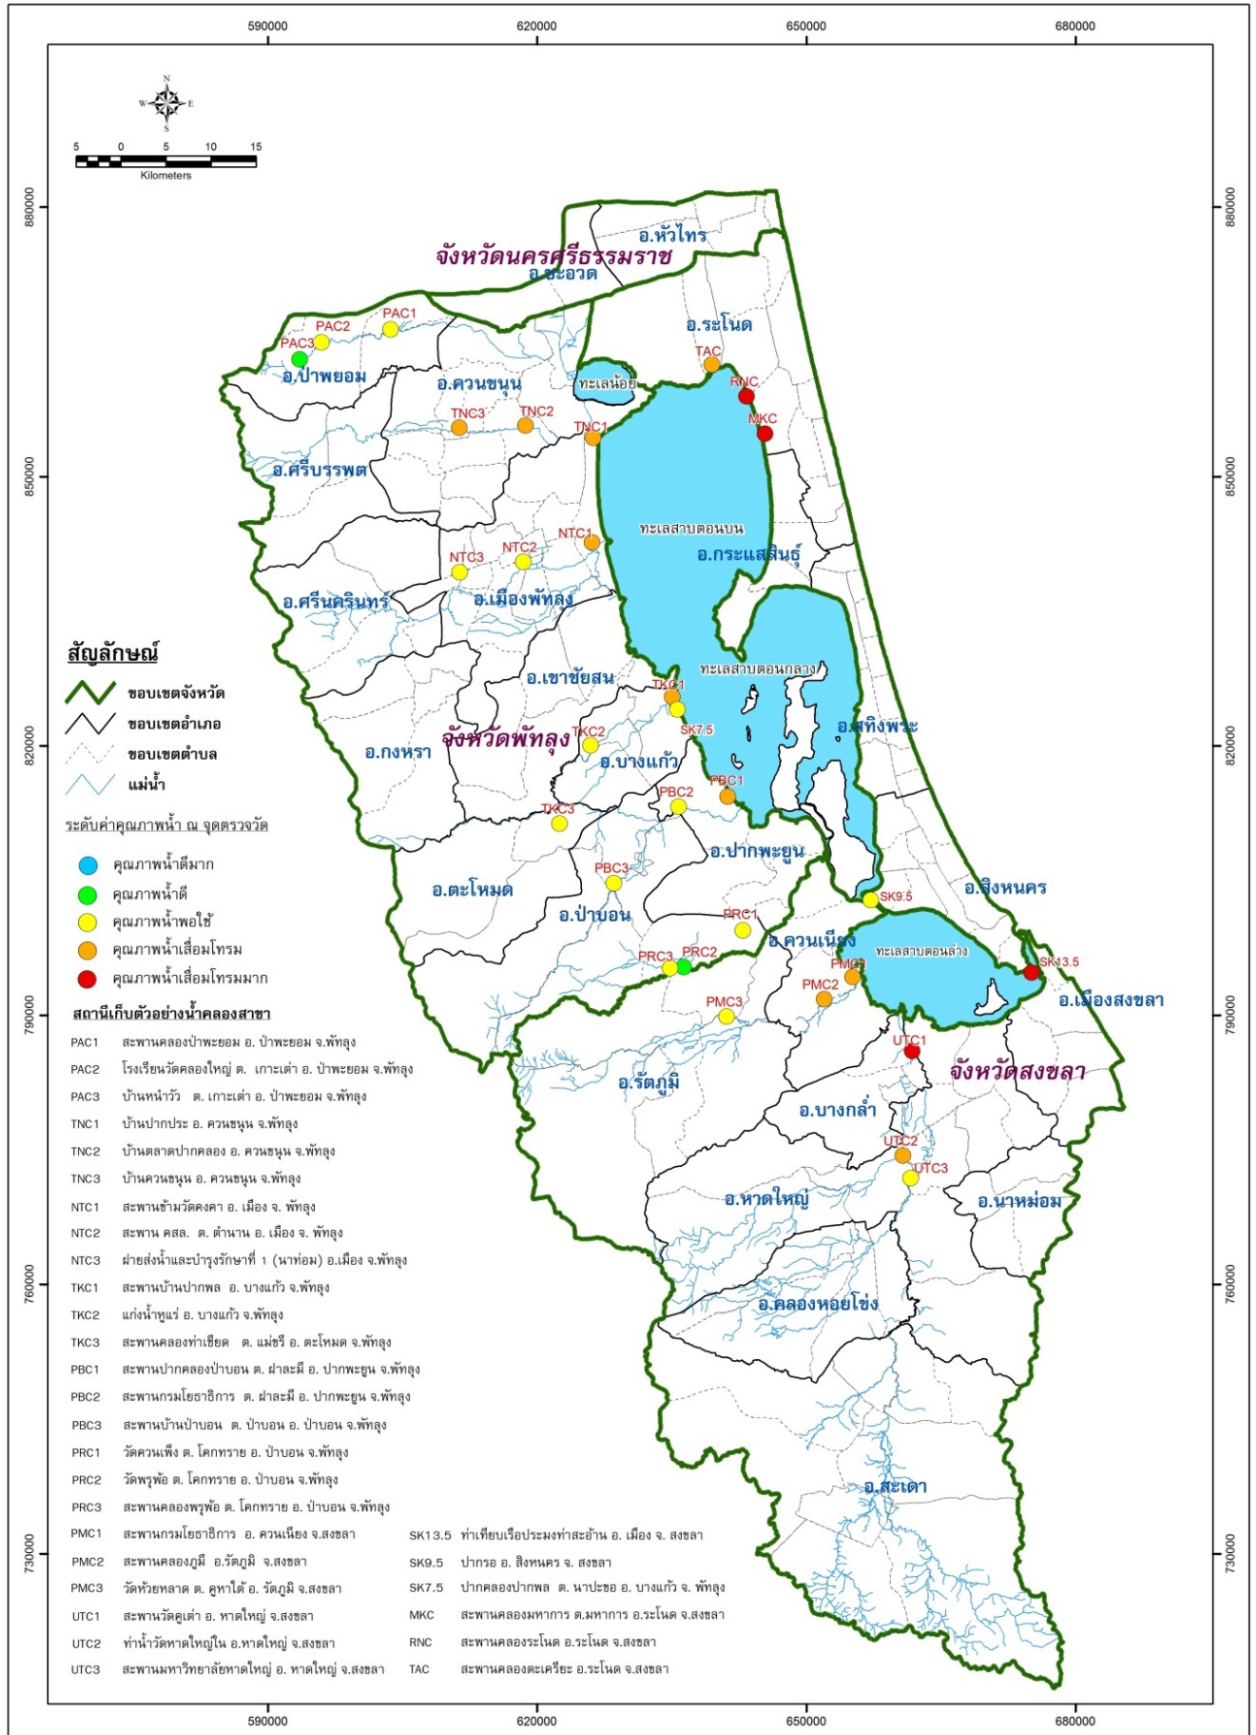 590000 620000 650000 680000
N
W E
S
5 0 5 10 15
Kilometers
880000 880000
อ.หัวไทร
จังหวัดนครศรีธรรมราช
อ.ชะอวด
PAC1
PAC2
PAC3
อ.ป่าพยอม
อ.ระโนด
TAC
RNC
MKC
อ.ควนขนุน
ทะเลน้อย
TNC3
TNC2
TNC1
850000 850000
อ.ศรีบรรพต
ทะเลสาบตอนบน
อ.กระแสสินธุ์
NTC1
NTC2
NTC3
อ.ศรีนครินทร์
อ.เมืองพัทลุง
อ.เขาชัยสน
ทะเลสาบตอนกลาง
TKC1
SK7.5
อ.สทิงพระ
820000 820000
อ.กงหรา
จังหวัดพัทลุง
TKC2
อ.บางแก้ว
PBC1
PBC2
TKC3
อ.ปากพะยูน
PBC3
อ.ตะโหมด
อ.ป่าบอน
อ.สิงหนคร
SK9.5
PRC1
อ.ควนเนียง
ทะเลสาบตอนล่าง
PRC3
PRC2
PMC1
SK13.5
PMC2
อ.เมืองสงขลา
PMC3
790000 790000
UTC1
จังหวัดสงขลา
อ.รัตภูมิ
อ.บางกล่ำ
UTC2
UTC3
อ.หาดใหญ่
อ.นาหม่อม
760000 760000
อ.คลองหอยโข่ง
อ.สะเดา
730000 730000
สัญลักษณ์
ขอบเขตจังหวัด
ขอบเขตอำเภอ
ขอบเขตตำบล
แม่น้ำ
ระดับค่าคุณภาพน้ำ ณ จุดตรวจวัด
คุณภาพน้ำดีมาก
คุณภาพน้ำดี
คุณภาพน้ำพอใช้
คุณภาพน้ำเสื่อมโทรม
คุณภาพน้ำเสื่อมโทรมมาก
สถานีเก็บตัวอย่างน้ำคลองสาขา
PAC1 สะพานคลองป่าพะยอม อ. ป่าพะยอม จ.พัทลุง
PAC2 โรงเรียนวัดคลองใหญ่ ต. เกาะเต่า อ. ป่าพะยอม จ.พัทลุง
PAC3 บ้านหนำวัว ต. เกาะเต่า อ. ป่าพะยอม จ.พัทลุง
TNC1 บ้านปากประ อ. ควนขนุน จ.พัทลุง
TNC2 บ้านตลาดปากคลอง อ. ควนขนุน จ.พัทลุง
TNC3 บ้านควนขนุน อ. ควนขนุน จ.พัทลุง
NTC1 สะพานข้ามวัดคงคา อ. เมือง จ. พัทลุง
NTC2 สะพาน คสล. ต. ตำนาน อ. เมือง จ. พัทลุง
NTC3 ฝ่ายส่งน้ำและบำรุงรักษาที่ 1 (นาท่อม) อ.เมือง จ.พัทลุง
TKC1 สะพานบ้านปากพล อ. บางแก้ว จ.พัทลุง
TKC2 แก่งน้ำหูแร่ อ. บางแก้ว จ.พัทลุง
TKC3 สะพานคลองท่าเชียด ต. แม่ขรี อ. ตะโหมด จ.พัทลุง
PBC1 สะพานปากคลองป่าบอน ต. ฝาละมี อ. ปากพะยูน จ.พัทลุง
PBC2 สะพานกรมโยธาธิการ ต. ฝาละมี อ. ปากพะยูน จ.พัทลุง
PBC3 สะพานบ้านป่าบอน ต. ป่าบอน อ. ป่าบอน จ.พัทลุง
PRC1 วัดควนเพ็ง ต. โคกทราย อ. ป่าบอน จ.พัทลุง
PRC2 วัดพรุพ้อ ต. โคกทราย อ. ป่าบอน จ.พัทลุง
PRC3 สะพานคลองพรุพ้อ ต. โคกทราย อ. ป่าบอน จ.พัทลุง
PMC1 สะพานกรมโยธาธิการ อ. ควนเนียง จ.สงขลา
PMC2 สะพานคลองภูมี อ.รัตภูมิ จ.สงขลา
PMC3 วัดห้วยหลาด ต. คูหาใต้ อ. รัตภูมิ จ.สงขลา
UTC1 สะพานวัดคูเต่า อ. หาดใหญ่ จ.สงขลา
UTC2 ท่าน้ำวัดหาดใหญ่ใน อ.หาดใหญ่ จ.สงขลา
UTC3 สะพานมหาวิทยาลัยหาดใหญ่ อ. หาดใหญ่ จ.สงขลา
SK13.5 ท่าเทียบเรือประมงท่าสะอ้าน อ. เมือง จ. สงขลา
SK9.5 ปากรอ อ. สิงหนคร จ. สงขลา
SK7.5 ปากคลองปากพล ต. นาปะขอ อ. บางแก้ว จ. พัทลุง
MKC สะพานคลองมหาการ ต.มหาการ อ.ระโนด จ.สงขลา
RNC สะพานคลองระโนด อ.ระโนด จ.สงขลา
TAC สะพานคลองตะเครียะ อ.ระโนด จ.สงขลา
590000 620000 650000 680000